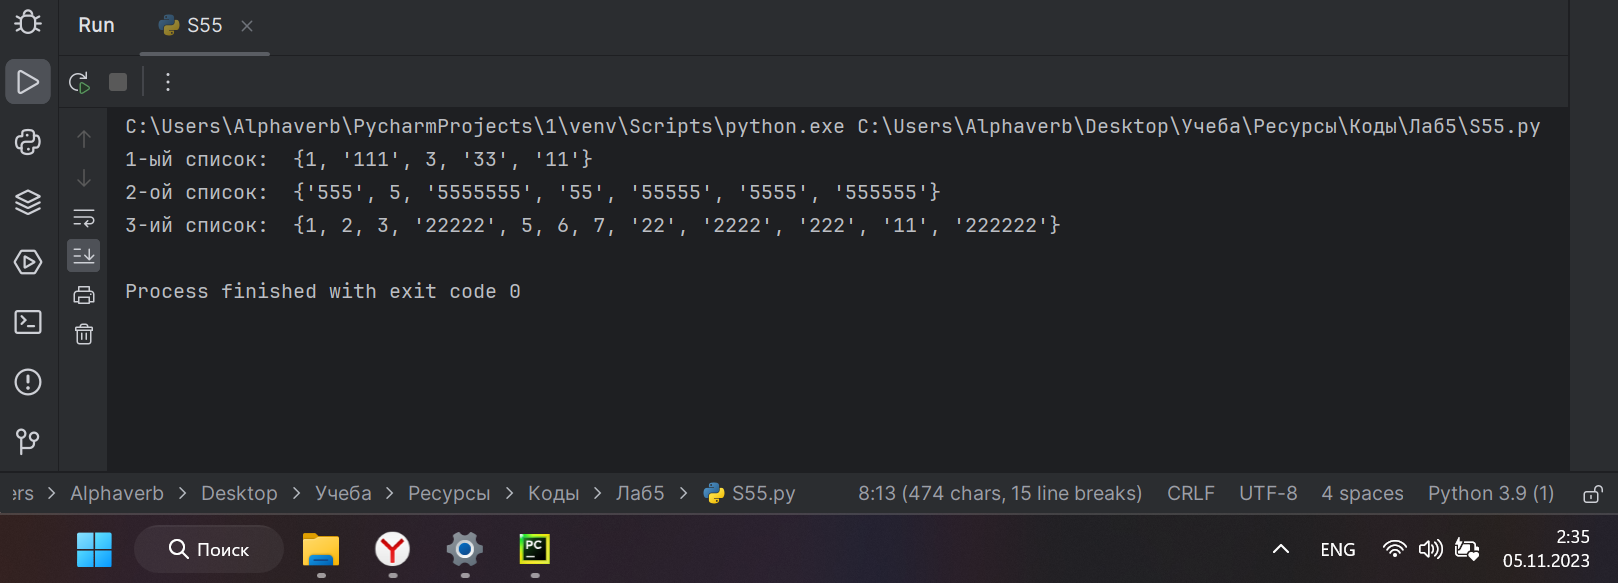 Run S55
C:\Users\Alphaverb\PycharmProjects\1\venv\Scripts\python.exe C:\Users\Alphaverb\Desktop\Учеба\Ресурсы\Коды\Лаб5\S55.py
1-ый список:  {1, '111', 3, '33', '11'}
2-ой список:  {'555', 5, '5555555', '55', '55555', '5555', '555555'}
3-ий список:  {1, 2, 3, '22222', 5, 6, 7, '22', '2222', '222', '11', '222222'}
Process finished with exit code 0
ers > Alphaverb > Desktop > Учеба > Ресурсы > Коды > Лаб5 > S55.py 8:13 (474 chars, 15 line breaks) CRLF UTF-8 4 spaces Python 3.9 (1)
Поиск PC ENG 2:35
05.11.2023